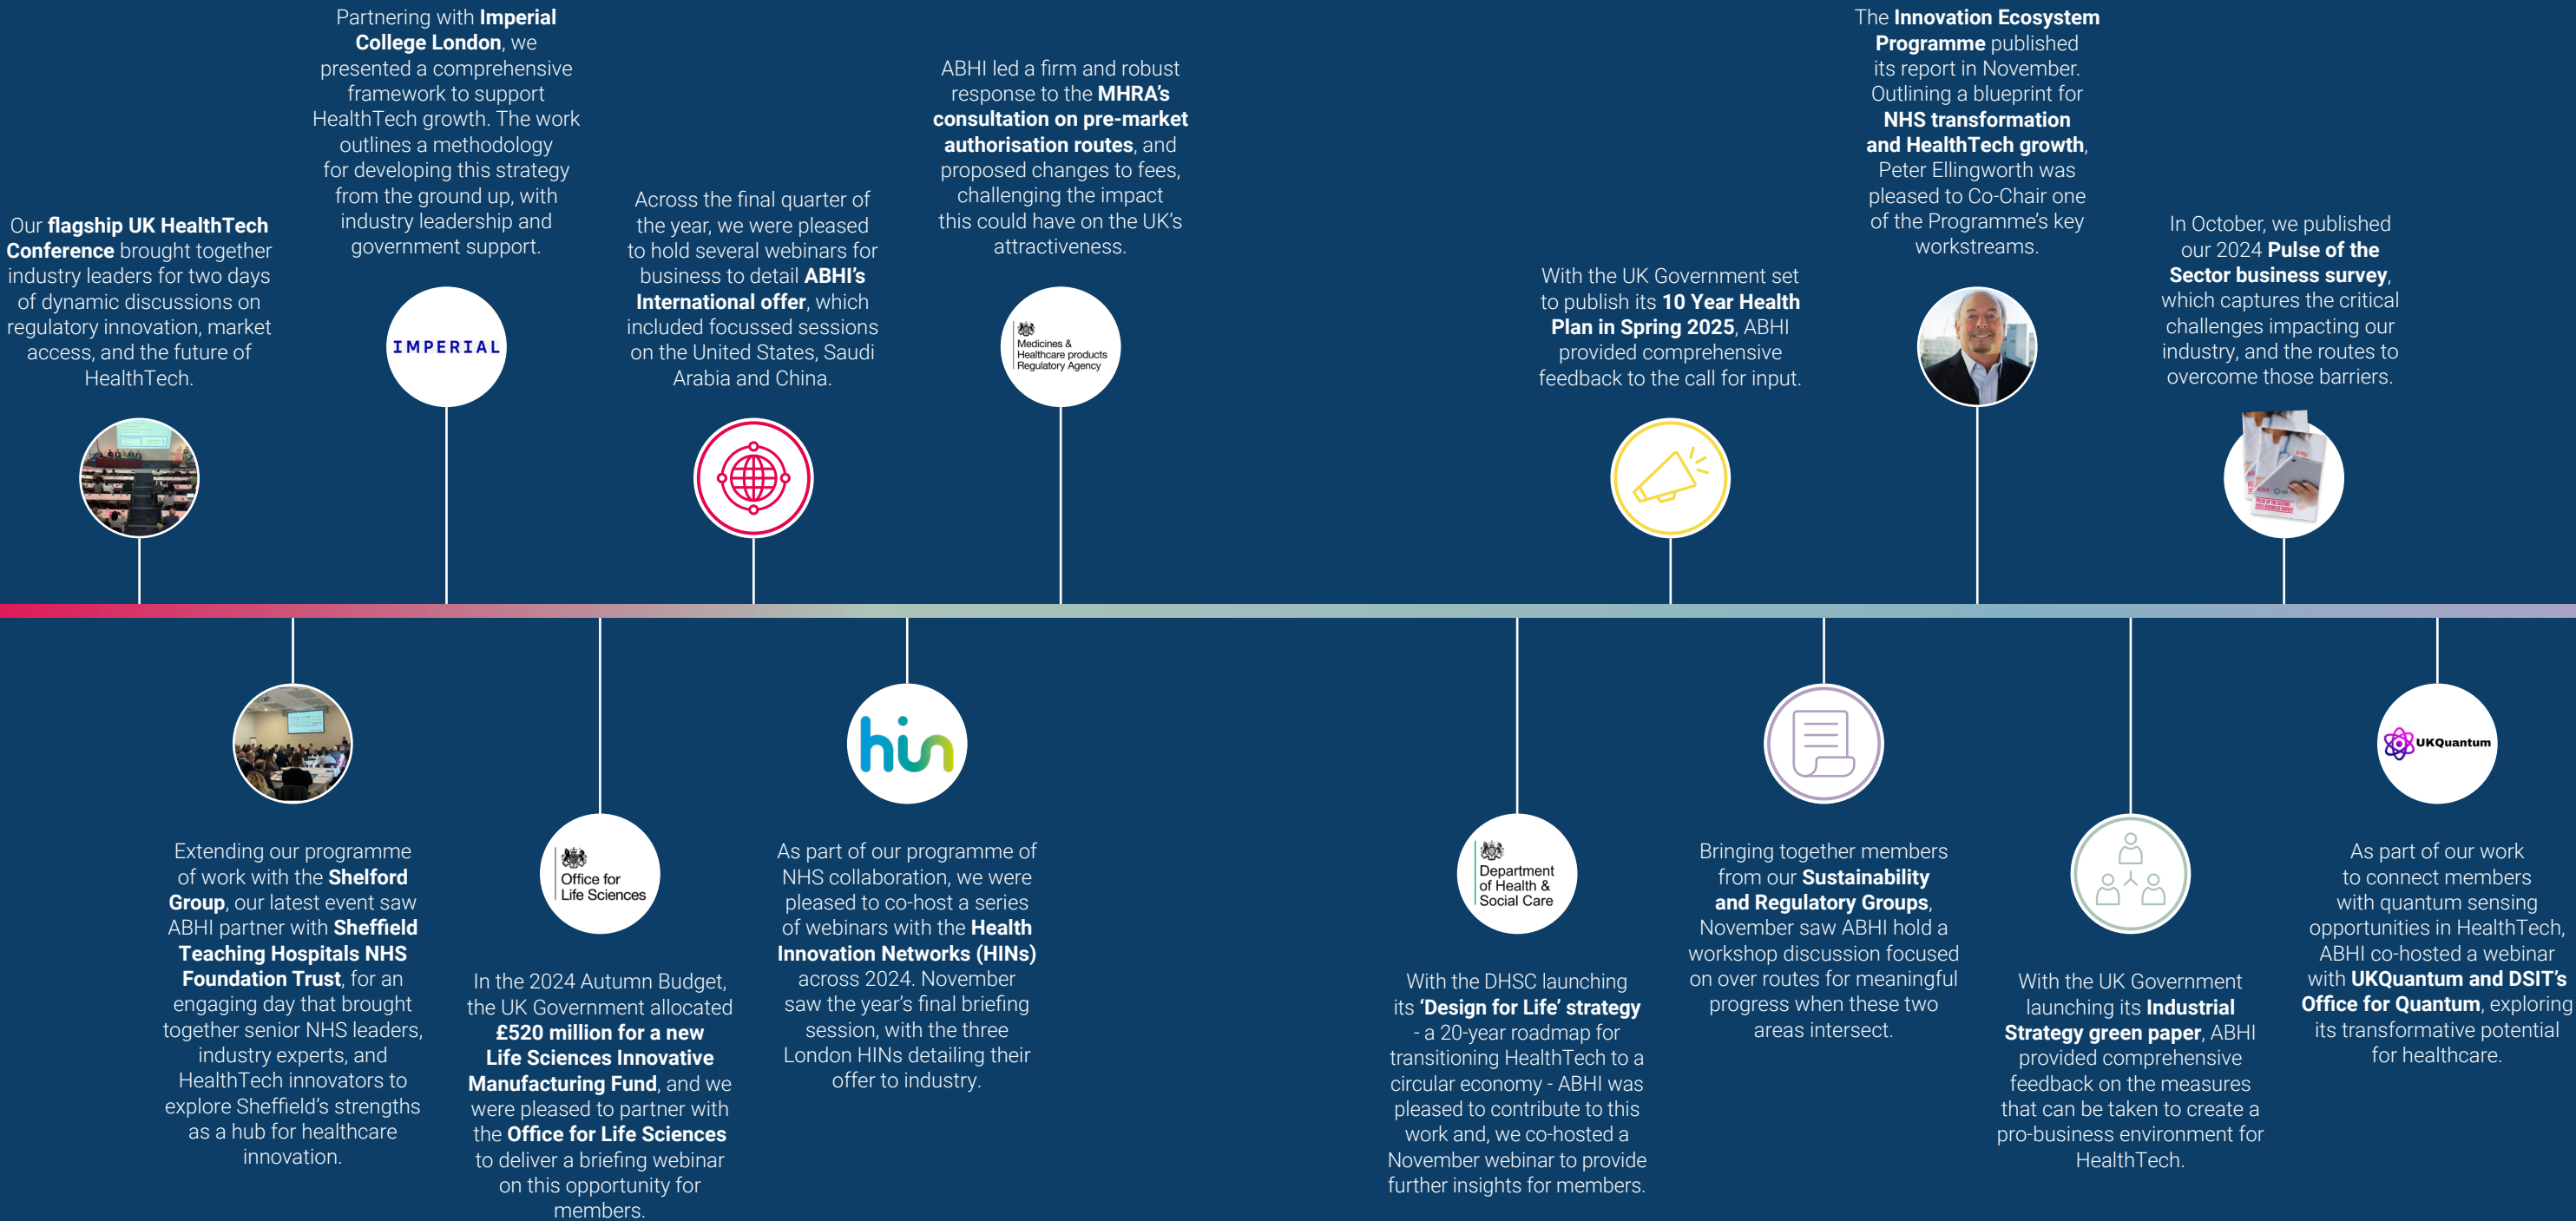 Our flagship UK HealthTech
Conference brought together
industry leaders for two days
of dynamic discussions on
regulatory innovation, market
access, and the future of
HealthTech.
Extending our programme
of work with the Shelford
Group, our latest event saw
ABHI partner with Sheffield
Teaching Hospitals NHS
Foundation Trust, for an
engaging day that brought
together senior NHS leaders,
industry experts, and
HealthTech innovators to
explore Sheffield's strengths
as a hub for healthcare
innovation.
Partnering with Imperial
College London, we
presented a comprehensive
framework to support
HealthTech growth. The work
outlines a methodology
for developing this strategy
from the ground up, with
industry leadership and
government support.
IMPERIAL
Office for
Life Sciences
In the 2024 Autumn Budget,
the UK Government allocated
£520 million for a new
Life Sciences Innovative
Manufacturing Fund, and we
were pleased to partner with
the Office for Life Sciences
to deliver a briefing webinar
on this opportunity for
members.
Across the final quarter of
the year, we were pleased
to hold several webinars for
business to detail ABHI's
International offer, which
included focussed sessions
on the United States, Saudi
Arabia and China.
hin
As part of our programme of
NHS collaboration, we were
pleased to co-host a series
of webinars with the Health
Innovation Networks (HINs)
across 2024. November
saw the year's final briefing
session, with the three
London HINs detailing their
offer to industry.
ABHI led a firm and robust
response to the MHRA's
consultation on pre-market
authorisation routes, and
proposed changes to fees,
challenging the impact
this could have on the UK's
attractiveness.
Medicines &
Healthcare products
Regulatory Agency
Department
of Health &
Social Care
With the DHSC launching
its 'Design for Life' strategy
- a 20-year roadmap for
transitioning HealthTech to a
circular economy - ABHI was
pleased to contribute to this
work and, we co-hosted a
November webinar to provide
further insights for members.
With the UK Government set
to publish its 10 Year Health
Plan in Spring 2025, ABHI
provided comprehensive
feedback to the call for input.
Bringing together members
from our Sustainability
and Regulatory Groups,
November saw ABHI hold a
workshop discussion focused
on over routes for meaningful
progress when these two
areas intersect.
The Innovation Ecosystem
Programme published
its report in November.
Outlining a blueprint for
NHS transformation
and HealthTech growth,
Peter Ellingworth was
pleased to Co-Chair one
of the Programme's key
workstreams.
With the UK Government
launching its Industrial
Strategy green paper, ABHI
provided comprehensive
feedback on the measures
that can be taken to create a
pro-business environment for
HealthTech.
In October, we published
our 2024 Pulse of the
Sector business survey,
which captures the critical
challenges impacting our
industry, and the routes to
overcome those barriers.
PULSE OF THE SECTOR
2024 BUSINESS SURVEY
UKQuantum
As part of our work
to connect members
with quantum sensing
opportunities in HealthTech,
ABHI co-hosted a webinar
with UKQuantum and DSIT's
Office for Quantum, exploring
its transformative potential
for healthcare.